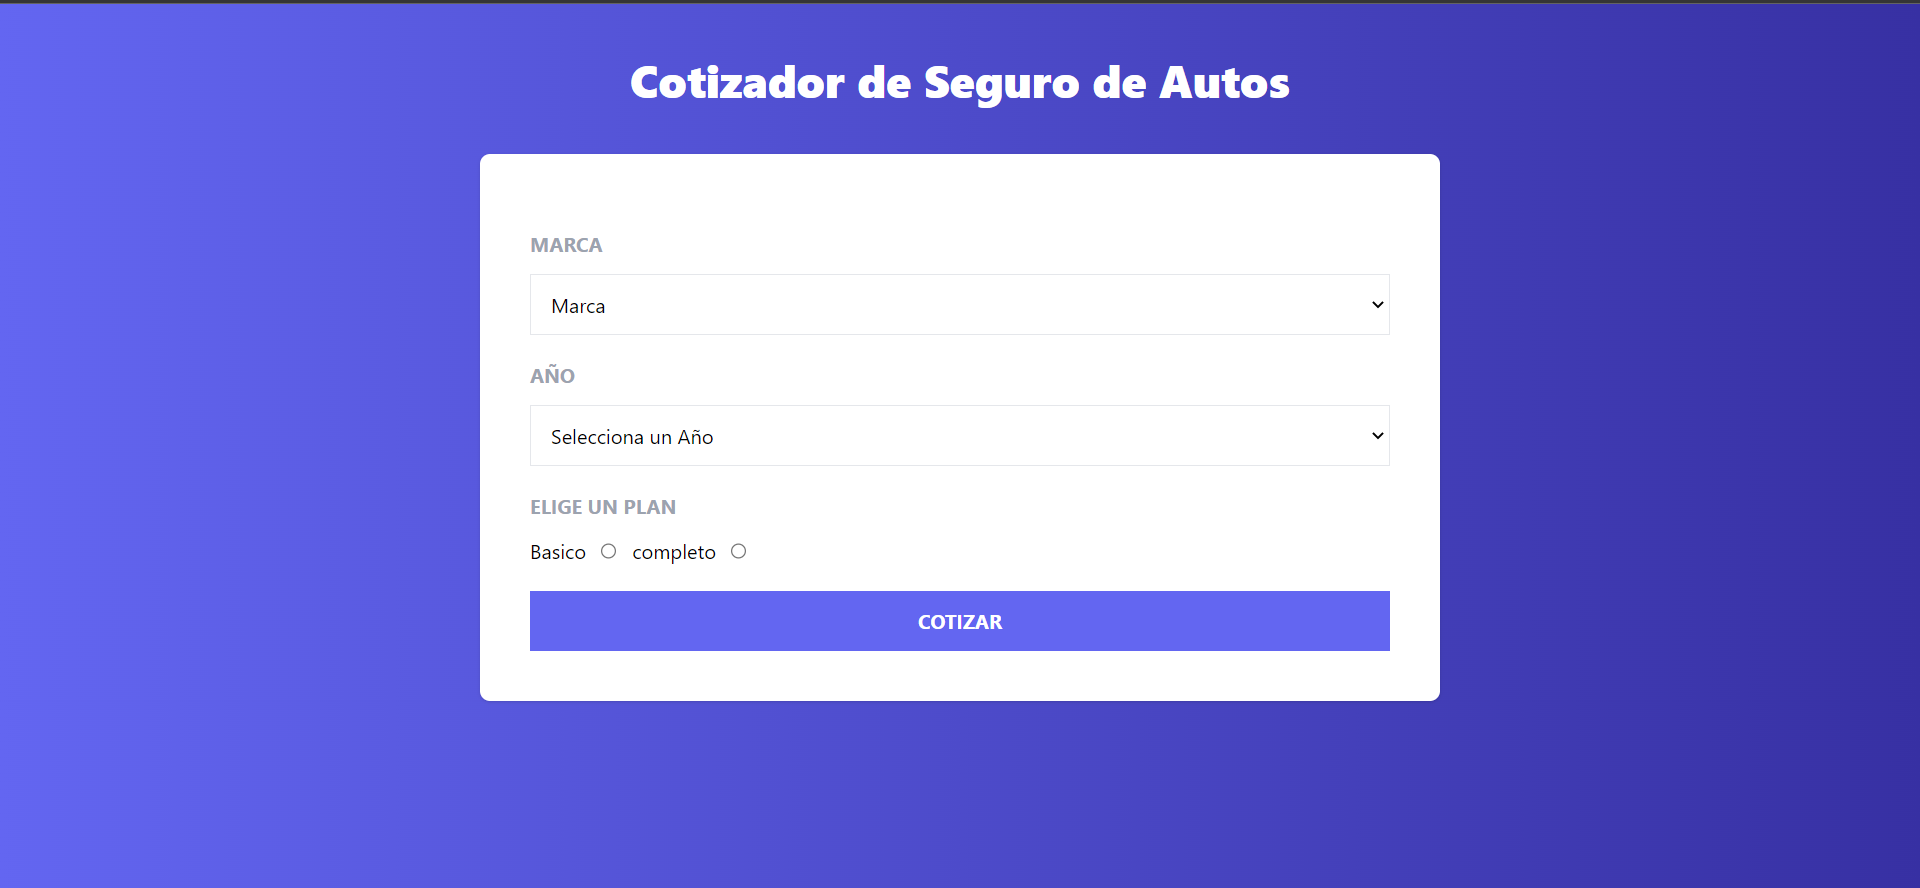 Cotizador de Seguro de Autos
MARCA
Marca
AÑO
Selecciona un Año
ELIGE UN PLAN
Basico completo
COTIZAR